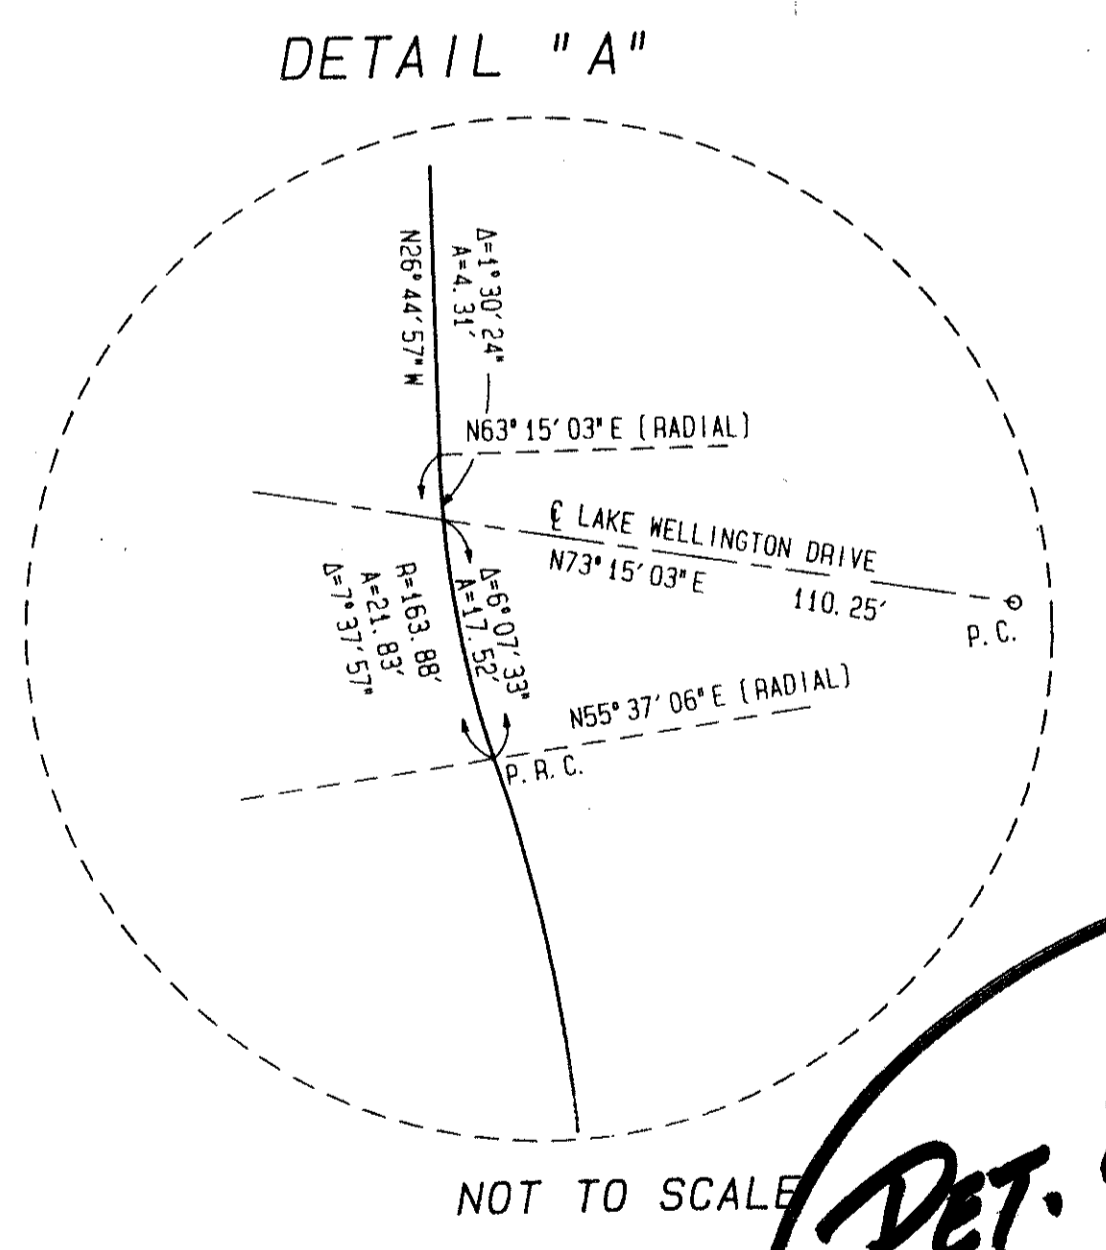 DETAIL "A"
N26°44'57"W
Δ=1°30'24"
A=4.31'
N63°15'03"E (RADIAL)
℄ LAKE WELLINGTON DRIVE
N73°15'03"E 110.25'
P.C.
Δ=6°07'33"
A=17.52'
R=163.88'
A=21.83'
Δ=7°37'57"
N55°37'06"E (RADIAL)
P.R.C.
NOT TO SCALE
DET.